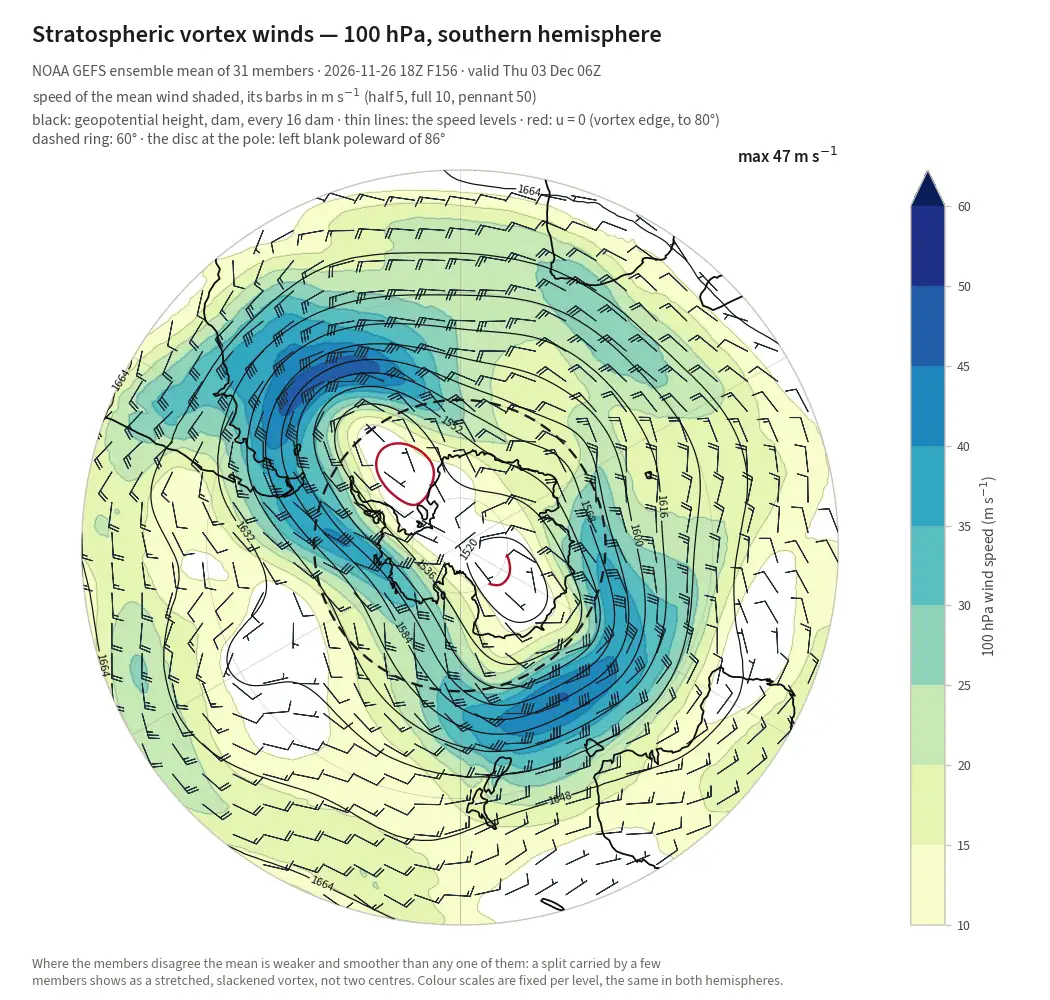 Stratospheric vortex winds — 100 hPa, southern hemisphere
NOAA GEFS ensemble mean of 31 members · 2026-11-26 18Z F156 · valid Thu 03 Dec 06Z
speed of the mean wind shaded, its barbs in m s⁻¹ (half 5, full 10, pennant 50)
black: geopotential height, dam, every 16 dam · thin lines: the speed levels · red: u = 0 (vortex edge, to 80°)
dashed ring: 60° · the disc at the pole: left blank poleward of 86°
max 47 m s⁻¹
1664
1664
1552
1568
1616
1600
1632
1520
1536
1584
1664
1648
1664
60
50
45
40
35
30
25
20
15
10
100 hPa wind speed (m s⁻¹)
Where the members disagree the mean is weaker and smoother than any one of them: a split carried by a few
members shows as a stretched, slackened vortex, not two centres. Colour scales are fixed per level, the same in both hemispheres.